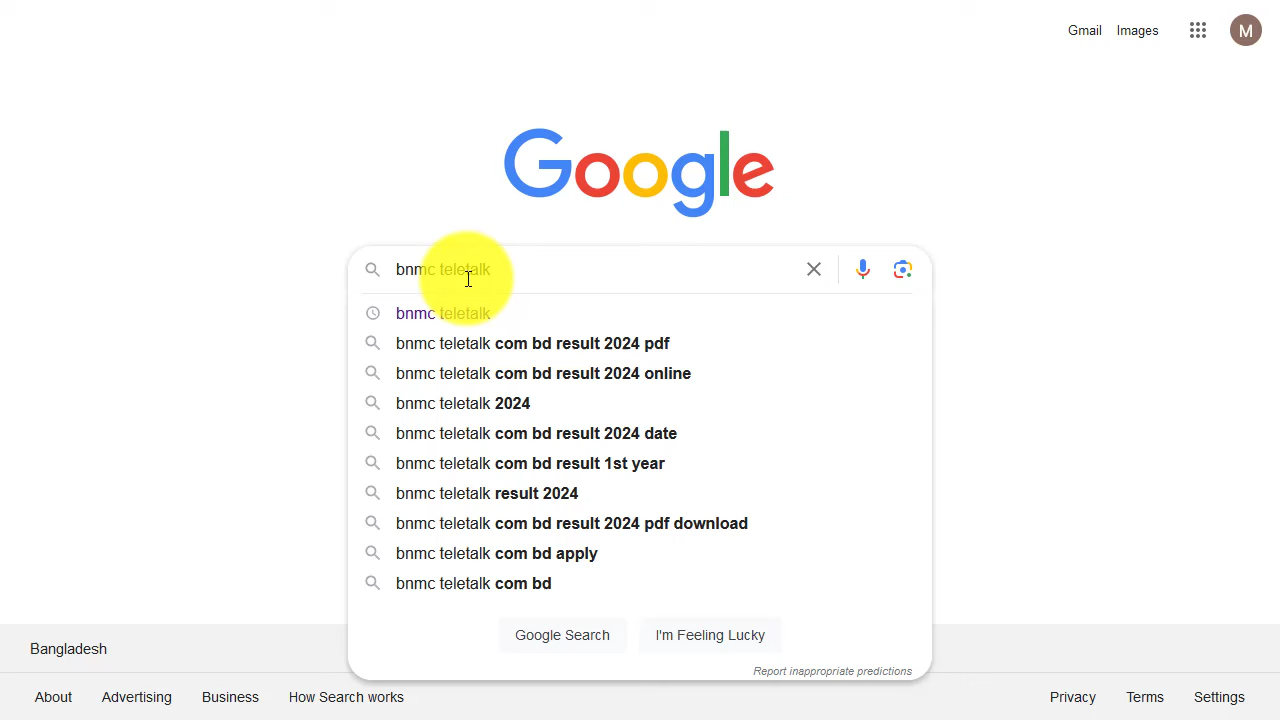 Gmail Images M
Google
bnmc teletalk
bnmc teletalk
bnmc teletalk com bd result 2024 pdf
bnmc teletalk com bd result 2024 online
bnmc teletalk 2024
bnmc teletalk com bd result 2024 date
bnmc teletalk com bd result 1st year
bnmc teletalk result 2024
bnmc teletalk com bd result 2024 pdf download
bnmc teletalk com bd apply
bnmc teletalk com bd
Google Search I'm Feeling Lucky
Bangladesh
Report inappropriate predictions
About Advertising Business How Search works Privacy Terms Settings